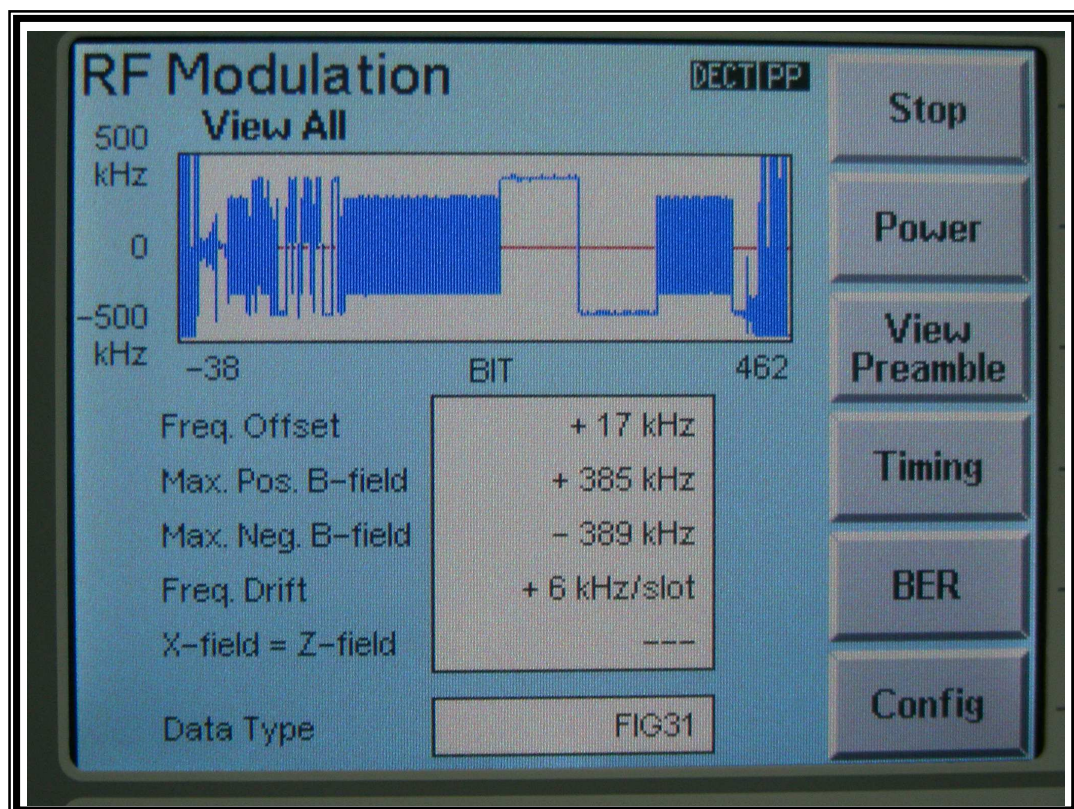 RF Modulation
DECT PP
View All
500
kHz
0
−500
kHz
−38
BIT
462
Freq. Offset
+ 17 kHz
Max. Pos. B−field
+ 385 kHz
Max. Neg. B−field
− 389 kHz
Freq. Drift
+ 6 kHz/slot
X−field = Z−field
−−−
Data Type
FIG31
Stop
Power
View
Preamble
Timing
BER
Config